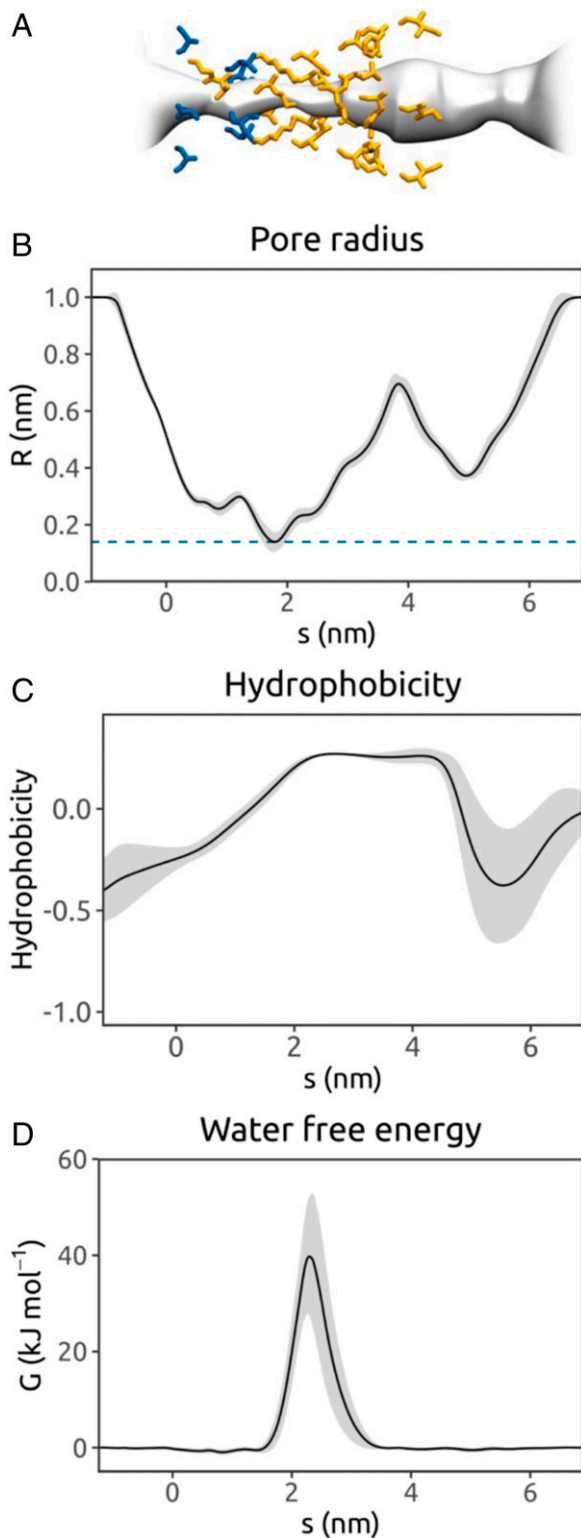 A
B
Pore radius
1.0
0.8
0.6
0.4
0.2
0.0
R (nm)
0 2 4 6
s (nm)
C
Hydrophobicity
0.0
-0.5
-1.0
Hydrophobicity
0 2 4 6
s (nm)
D
Water free energy
60
40
20
0
G (kJ mol⁻¹)
0 2 4 6
s (nm)